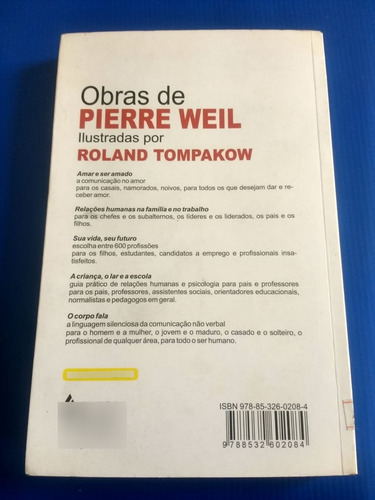 Obras de
PIERRE WEIL
Ilustradas por
ROLAND TOMPAKOW
Amar e ser amado
a comunicação no amor
para os casais, namorados, noivos, para todos os que desejam dar e re-
ceber amor.
Relações humanas na família e no trabalho
para os chefes e os subalternos, os líderes e os liderados, os pais e os
filhos.
Sua vida, seu futuro
escolha entre 600 profissões
para os filhos, estudantes, candidatos a emprego e profissionais insa-
tisfeitos.
A criança, o lar e a escola
guia prático de relações humanas e psicologia para pais e professores
para os pais, professores, assistentes sociais, orientadores educacionais,
normalistas e pedagogos em geral.
O corpo fala
a linguagem silenciosa da comunicação não verbal
para o homem e a mulher, o jovem e o maduro, o casado e o solteiro, o
profissional de qualquer área, para todo o ser humano.
ISBN 978-85-326-0208-4
9 788532 602084